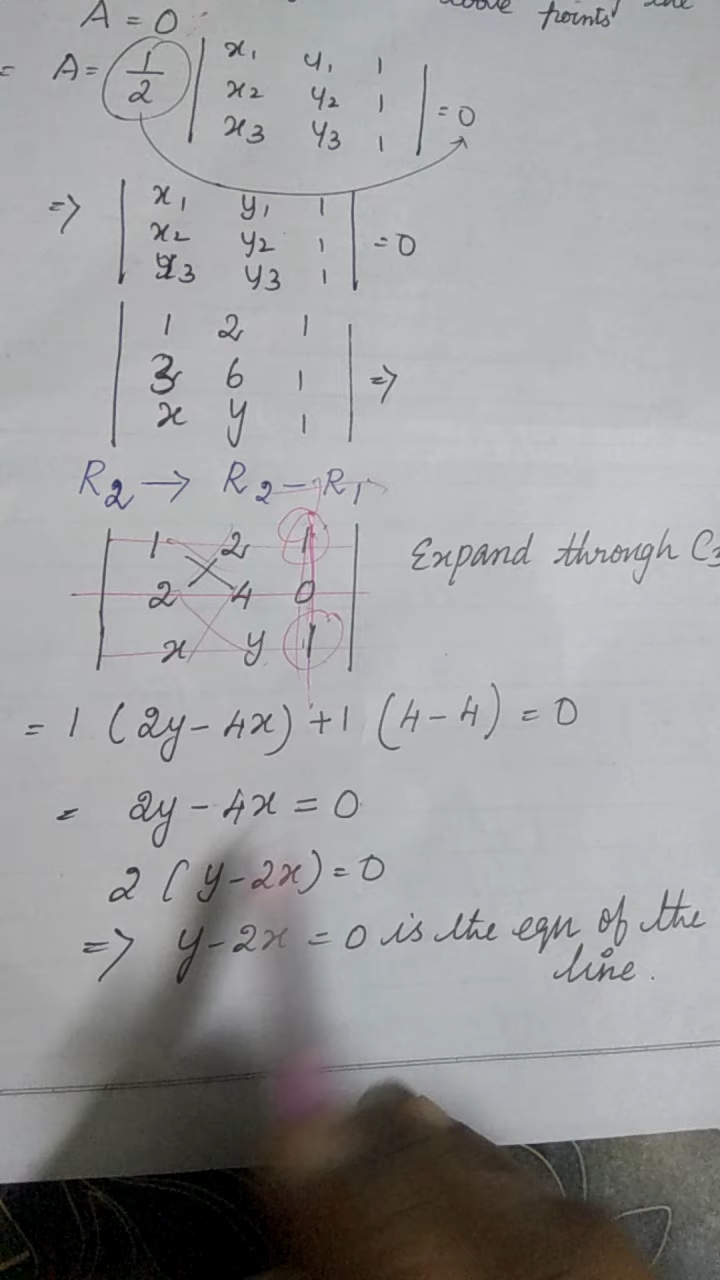 A = 0
above points the
= A = 1/2 | x₁ y₁ 1 |
| x₂ y₂ 1 | = 0
| x₃ y₃ 1 |
=> | x₁ y₁ 1 |
| x₂ y₂ 1 | = 0
| x₃ y₃ 1 |
| 1 2 1 |
| 3 6 1 | =>
| x y 1 |
R₂ → R₂ – R₁
| 1 2 1 | Expand through C₃
| 2 4 0 |
| x y 1 |
= 1 (2y – 4x) + 1 (4 – 4) = 0
= 2y – 4x = 0
2 (y – 2x) = 0
=> y – 2x = 0 is the eqn of the
line.